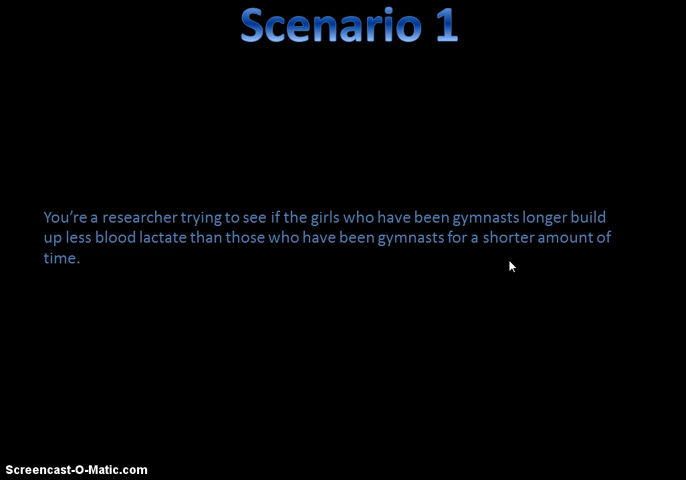 Scenario 1
You’re a researcher trying to see if the girls who have been gymnasts longer build
up less blood lactate than those who have been gymnasts for a shorter amount of
time.
Screencast-O-Matic.com